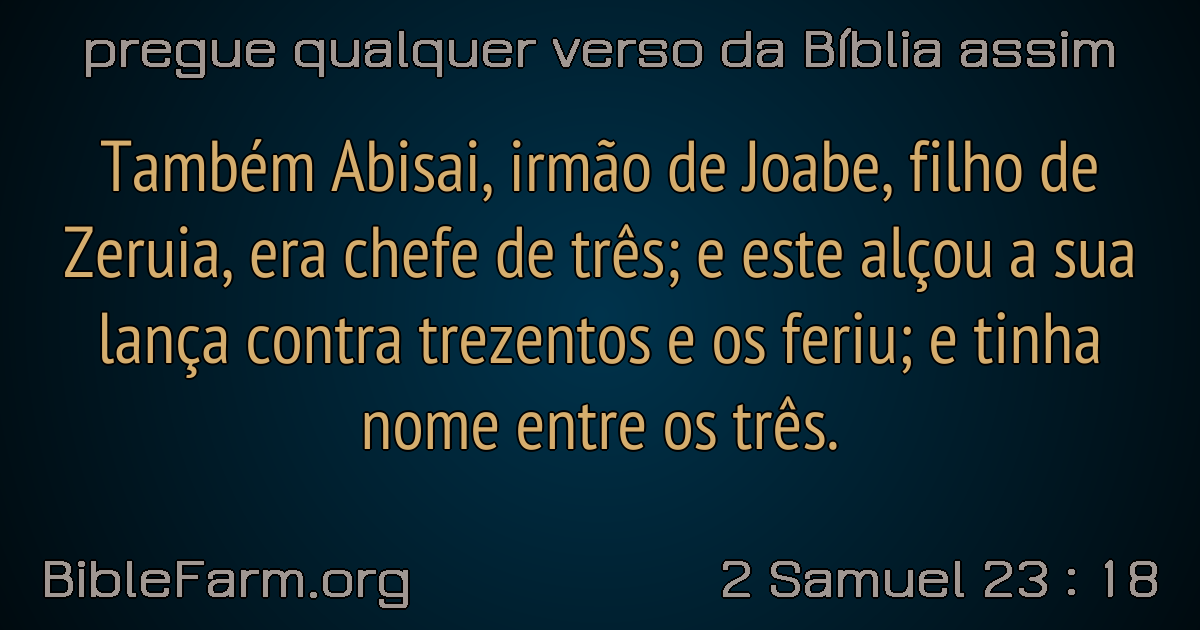 pregue qualquer verso da Bíblia assim
Também Abisai, irmão de Joabe, filho de
Zeruia, era chefe de três; e este alçou a sua
lança contra trezentos e os feriu; e tinha
nome entre os três.
BibleFarm.org
2 Samuel 23 : 18